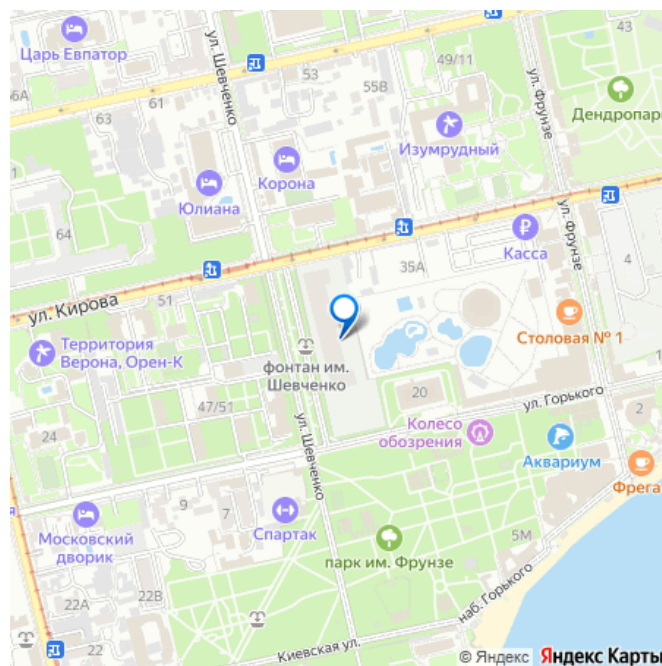 43
Царь Евпатор
ул. Шевченко
49/11
53
55В
61
63
ул. Фрунзе
Дендропарк
Изумрудный
Корона
Юлиана
64
ул. Фрунзе
Касса
4
35А
ул. Кирова
51
Территория
Верона, Орен-К
фонтан им.
Шевченко
Столовая № 1
20
ул. Горького
2
47/51
24
Колесо
обозрения
ул. Шевченко
Аквариум
Фрега
9
7
Московский
дворик
Спартак
5М
парк им. Фрунзе
наб. Горького
22А
22В
22
Киевская ул.
© Яндекс Яндекс Карты